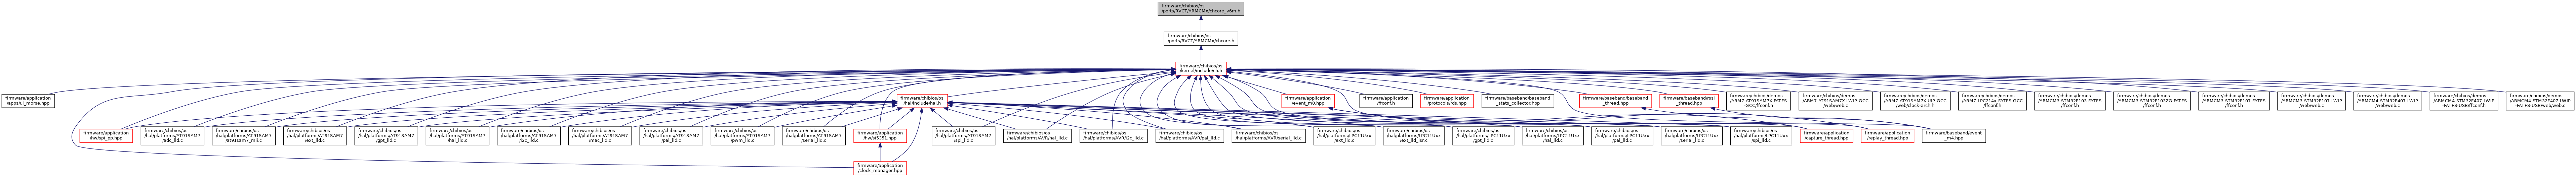 firmware/chibios/os
/ports/RVCT/ARMCMx/chcore_v4m.h
firmware/chibios/os
/ports/RVCT/ARMCMx/chcore.h
firmware/chibios/os
/kernel/include/ch.h
firmware/application
/apps/ui_morse.hpp
firmware/chibios/os
/hal/include/hal.h
firmware/application
/event_m0.hpp
firmware/application
/ffconf.h
firmware/application
/protocols/rds.hpp
firmware/baseband/baseband
_stats_collector.hpp
firmware/baseband/baseband
_thread.hpp
firmware/baseband/rssi
_thread.hpp
firmware/chibios/demos
/ARM7-AT91SAM7X-FATFS
-GCC/ffconf.h
firmware/chibios/demos
/ARM7-AT91SAM7X-LWIP-GCC
/web/web.c
firmware/chibios/demos
/ARM7-AT91SAM7X-UIP-GCC
/web/clock-arch.h
firmware/chibios/demos
/ARM7-LPC214x-FATFS-GCC
/ffconf.h
firmware/chibios/demos
/ARMCM3-STM32F103-FATFS
/ffconf.h
firmware/chibios/demos
/ARMCM3-STM32F103ZG-FATFS
/ffconf.h
firmware/chibios/demos
/ARMCM3-STM32F107-FATFS
/ffconf.h
firmware/chibios/demos
/ARMCM3-STM32F107-LWIP
/web/web.c
firmware/chibios/demos
/ARMCM4-STM32F407-LWIP
/web/web.c
firmware/chibios/demos
/ARMCM4-STM32F407-LWIP
-FATFS-USB/ffconf.h
firmware/chibios/demos
/ARMCM4-STM32F407-LWIP
-FATFS-USB/web/web.c
firmware/application
/hw/spi_pp.hpp
firmware/chibios/os
/hal/platforms/AT91SAM7
/adc_lld.c
firmware/chibios/os
/hal/platforms/AT91SAM7
/at91sam7_mii.c
firmware/chibios/os
/hal/platforms/AT91SAM7
/ext_lld.c
firmware/chibios/os
/hal/platforms/AT91SAM7
/gpt_lld.c
firmware/chibios/os
/hal/platforms/AT91SAM7
/hal_lld.c
firmware/chibios/os
/hal/platforms/AT91SAM7
/i2c_lld.c
firmware/chibios/os
/hal/platforms/AT91SAM7
/mac_lld.c
firmware/chibios/os
/hal/platforms/AT91SAM7
/pal_lld.c
firmware/chibios/os
/hal/platforms/AT91SAM7
/pwm_lld.c
firmware/chibios/os
/hal/platforms/AT91SAM7
/serial_lld.c
firmware/application
/hw/si5351.hpp
firmware/chibios/os
/hal/platforms/AT91SAM7
/spi_lld.c
firmware/chibios/os
/hal/platforms/AVR/hal_lld.c
firmware/chibios/os
/hal/platforms/AVR/i2c_lld.c
firmware/chibios/os
/hal/platforms/AVR/pal_lld.c
firmware/chibios/os
/hal/platforms/AVR/serial_lld.c
firmware/chibios/os
/hal/platforms/LPC11Uxx
/ext_lld.c
firmware/chibios/os
/hal/platforms/LPC11Uxx
/ext_lld_isr.c
firmware/chibios/os
/hal/platforms/LPC11Uxx
/gpt_lld.c
firmware/chibios/os
/hal/platforms/LPC11Uxx
/hal_lld.c
firmware/chibios/os
/hal/platforms/LPC11Uxx
/pal_lld.c
firmware/chibios/os
/hal/platforms/LPC11Uxx
/serial_lld.c
firmware/chibios/os
/hal/platforms/LPC11Uxx
/spi_lld.c
firmware/application
/capture_thread.hpp
firmware/application
/replay_thread.hpp
firmware/baseband/event
_m4.hpp
firmware/application
/clock_manager.hpp